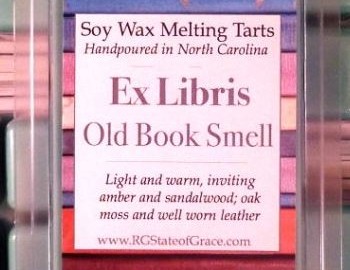 Soy Wax Melting Tarts
Handpoured in North Carolina
Ex Libris
Old Book Smell
Light and warm, inviting
amber and sandalwood; oak
moss and well worn leather
www.RGStateofGrace.com